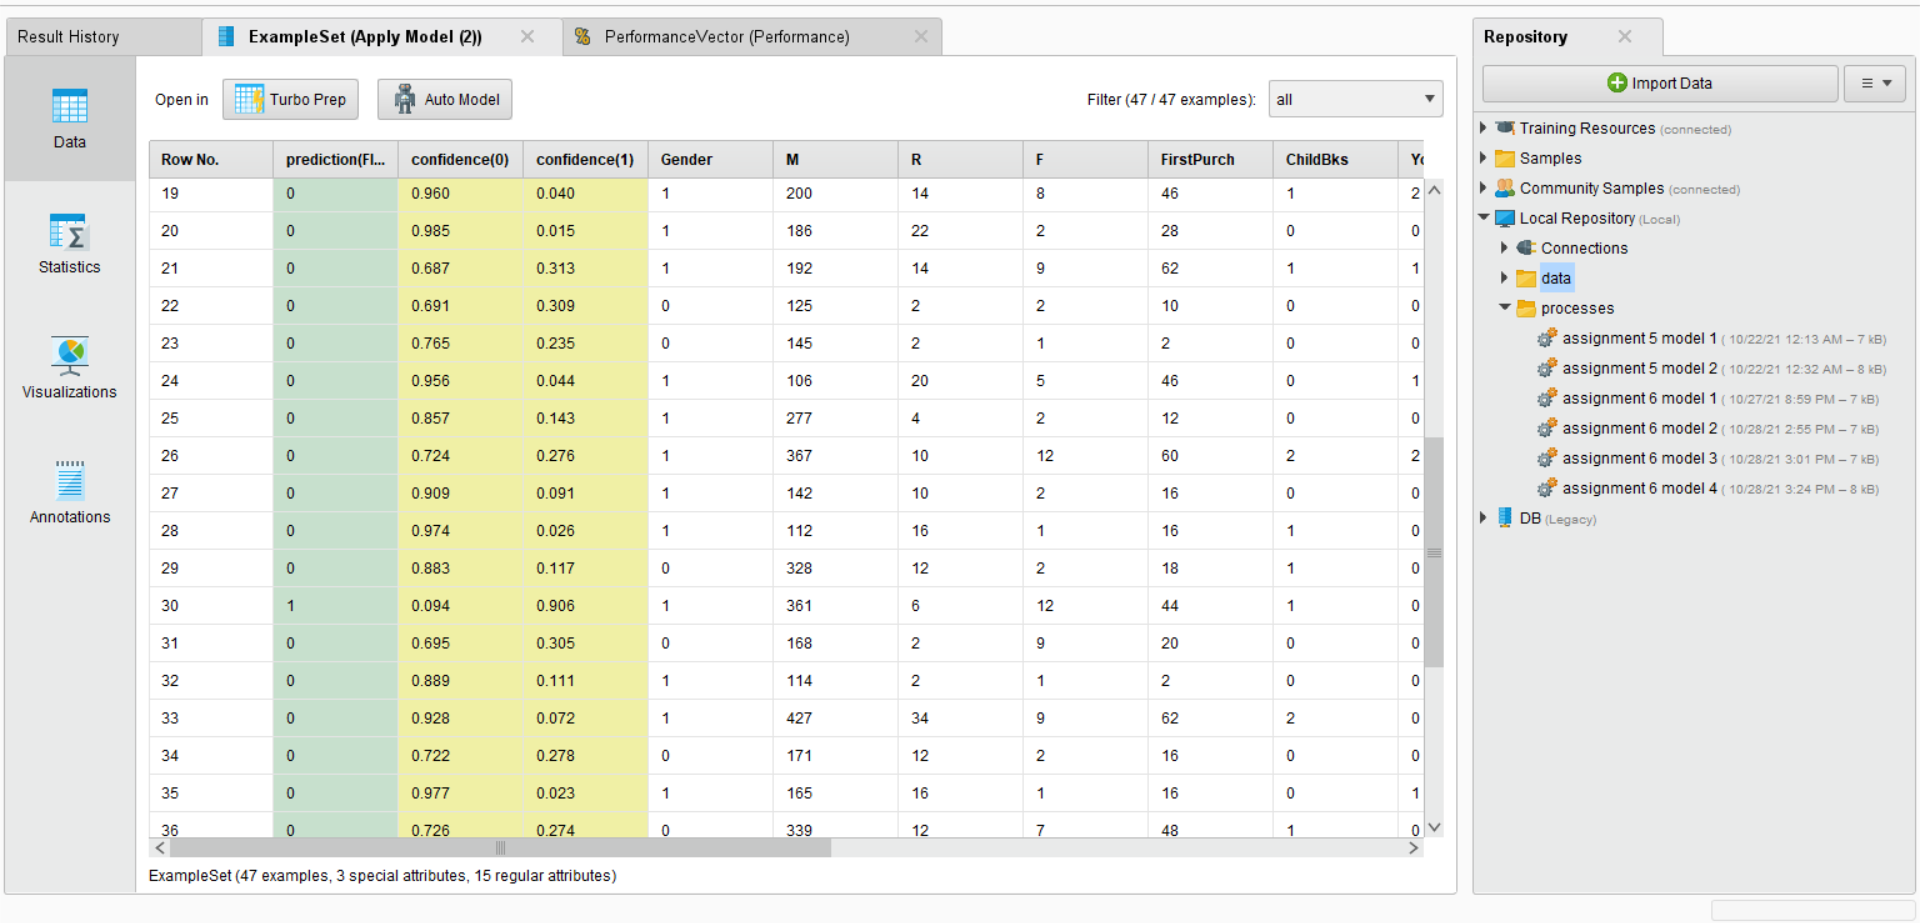 Result History
ExampleSet (Apply Model (2))
PerformanceVector (Performance)
Repository
Data
Statistics
Visualizations
Annotations
Open in Turbo Prep Auto Model Filter (47 / 47 examples): all
Row No. prediction(Fl... confidence(0) confidence(1) Gender M R F FirstPurch ChildBks Yo
19 0 0.960 0.040 1 200 14 8 46 1 2
20 0 0.985 0.015 1 186 22 2 28 0 0
21 0 0.687 0.313 1 192 14 9 62 1 1
22 0 0.691 0.309 0 125 2 2 10 0 0
23 0 0.765 0.235 0 145 2 1 2 0 0
24 0 0.956 0.044 1 106 20 5 46 0 1
25 0 0.857 0.143 1 277 4 2 12 0 0
26 0 0.724 0.276 1 367 10 12 60 2 2
27 0 0.909 0.091 1 142 10 2 16 0 0
28 0 0.974 0.026 1 112 16 1 16 1 0
29 0 0.883 0.117 0 328 12 2 18 1 0
30 1 0.094 0.906 1 361 6 12 44 1 0
31 0 0.695 0.305 0 168 2 9 20 0 0
32 0 0.889 0.111 1 114 2 1 2 0 0
33 0 0.928 0.072 1 427 34 9 62 2 0
34 0 0.722 0.278 0 171 12 2 16 0 0
35 0 0.977 0.023 1 165 16 1 16 0 1
36 0 0.726 0.274 0 339 12 7 48 1 0
ExampleSet (47 examples, 3 special attributes, 15 regular attributes)
Import Data
Training Resources (connected)
Samples
Community Samples (connected)
Local Repository (Local)
Connections
data
processes
assignment 5 model 1 ( 10/22/21 12:13 AM – 7 kB)
assignment 5 model 2 ( 10/22/21 12:32 AM – 8 kB)
assignment 6 model 1 ( 10/27/21 8:59 PM – 7 kB)
assignment 6 model 2 ( 10/28/21 2:55 PM – 7 kB)
assignment 6 model 3 ( 10/28/21 3:01 PM – 7 kB)
assignment 6 model 4 ( 10/28/21 3:24 PM – 8 kB)
DB (Legacy)